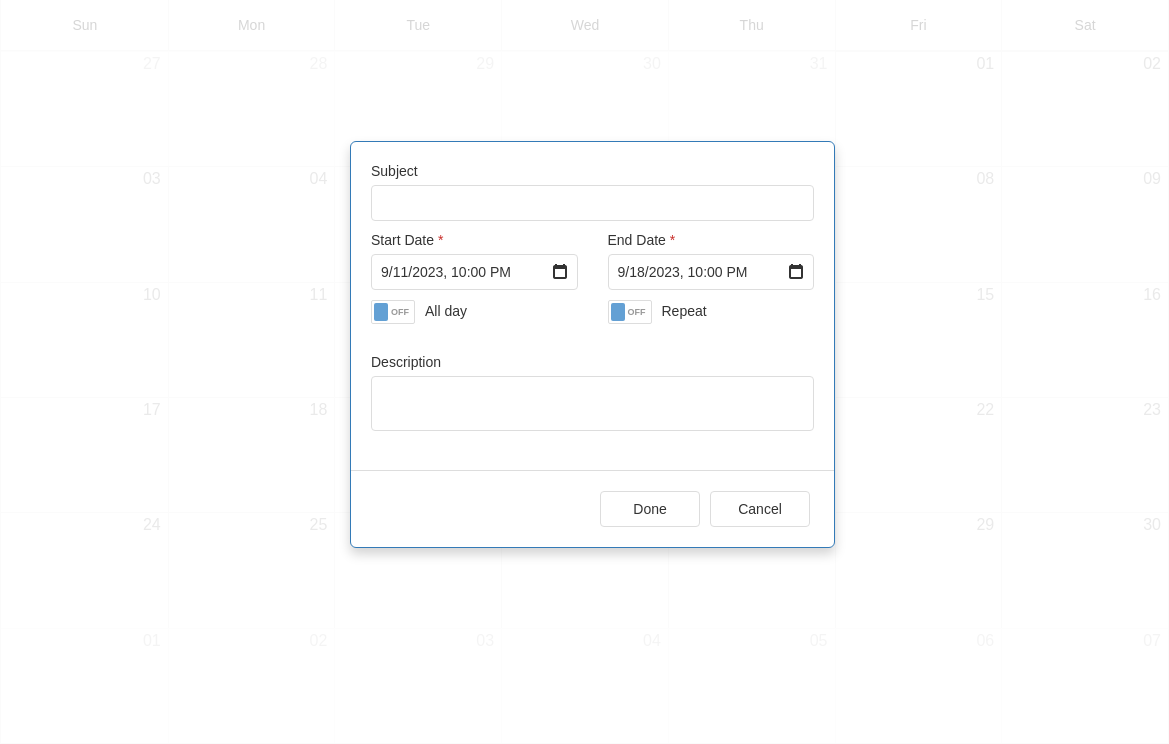 Sun Mon Tue Wed Thu Fri Sat
27 28 29 30 31 01 02
Subject
03 04 08 09
Start Date * End Date *
9/11/2023, 10:00 PM 9/18/2023, 10:00 PM
10 11 15 16
OFF All day OFF Repeat
Description
17 18 22 23
Done Cancel
24 25 29 30
01 02 03 04 05 06 07